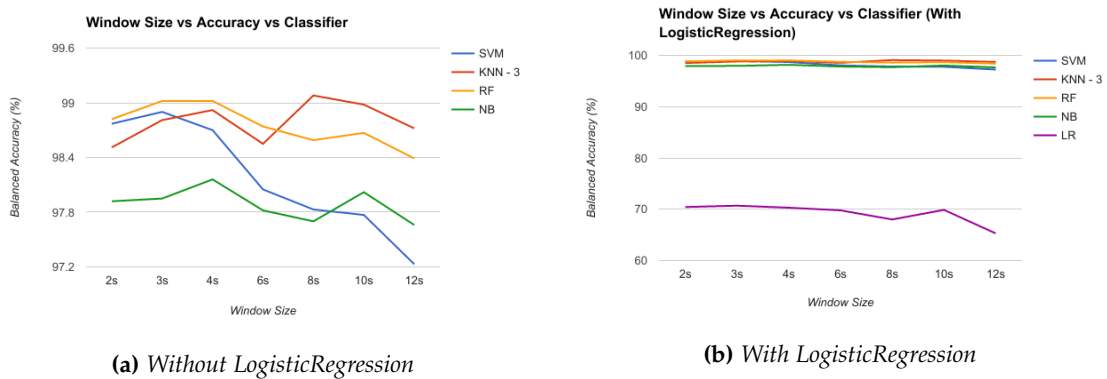 Window Size vs Accuracy vs Classifier
99.6
99
98.4
97.8
97.2
Balanced Accuracy (%)
2s 3s 4s 6s 8s 10s 12s
Window Size
SVM
KNN - 3
RF
NB
(a) Without LogisticRegression
Window Size vs Accuracy vs Classifier (With
LogisticRegression)
100
90
80
70
60
Balanced Accuracy (%)
2s 3s 4s 6s 8s 10s 12s
Window Size
SVM
KNN - 3
RF
NB
LR
(b) With LogisticRegression